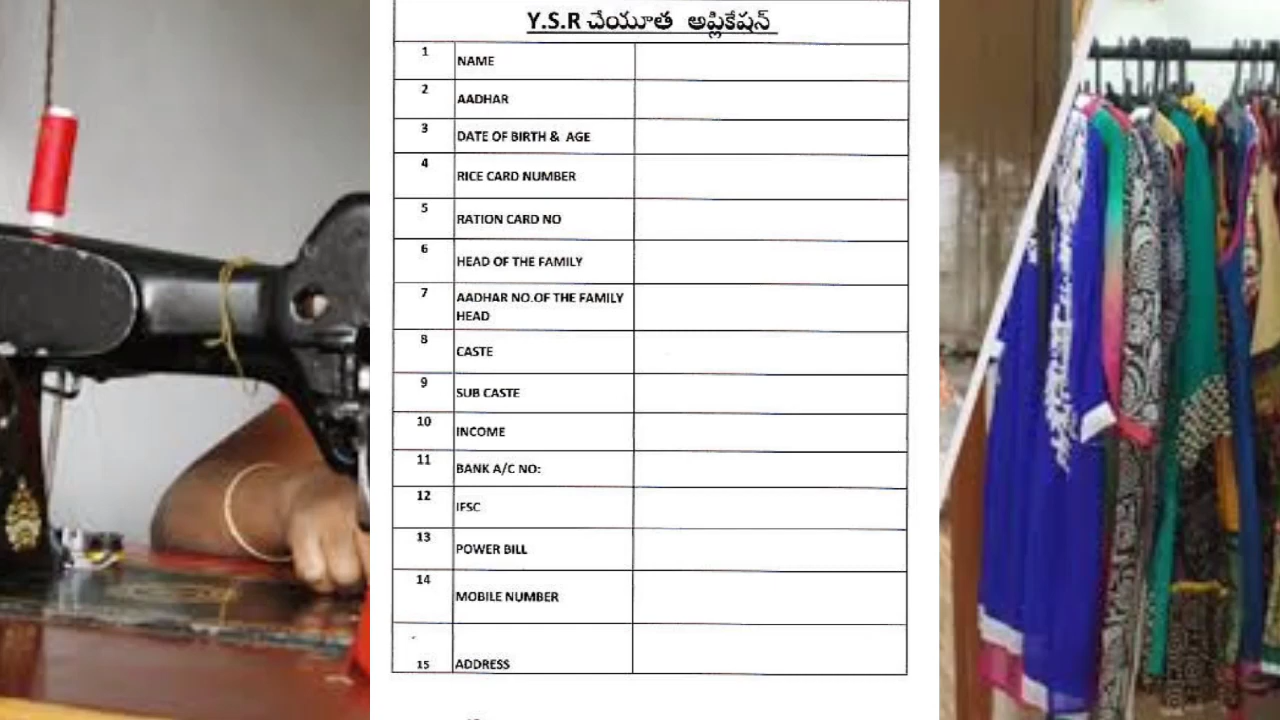 Y.S.R చేయూత అప్లికేషన్
1 NAME
2 AADHAR
3 DATE OF BIRTH & AGE
4 RICE CARD NUMBER
5 RATION CARD NO
6 HEAD OF THE FAMILY
7 AADHAR NO.OF THE FAMILY
HEAD
8 CASTE
9 SUB CASTE
10 INCOME
11 BANK A/C NO:
12 IFSC
13 POWER BILL
14 MOBILE NUMBER
15 ADDRESS